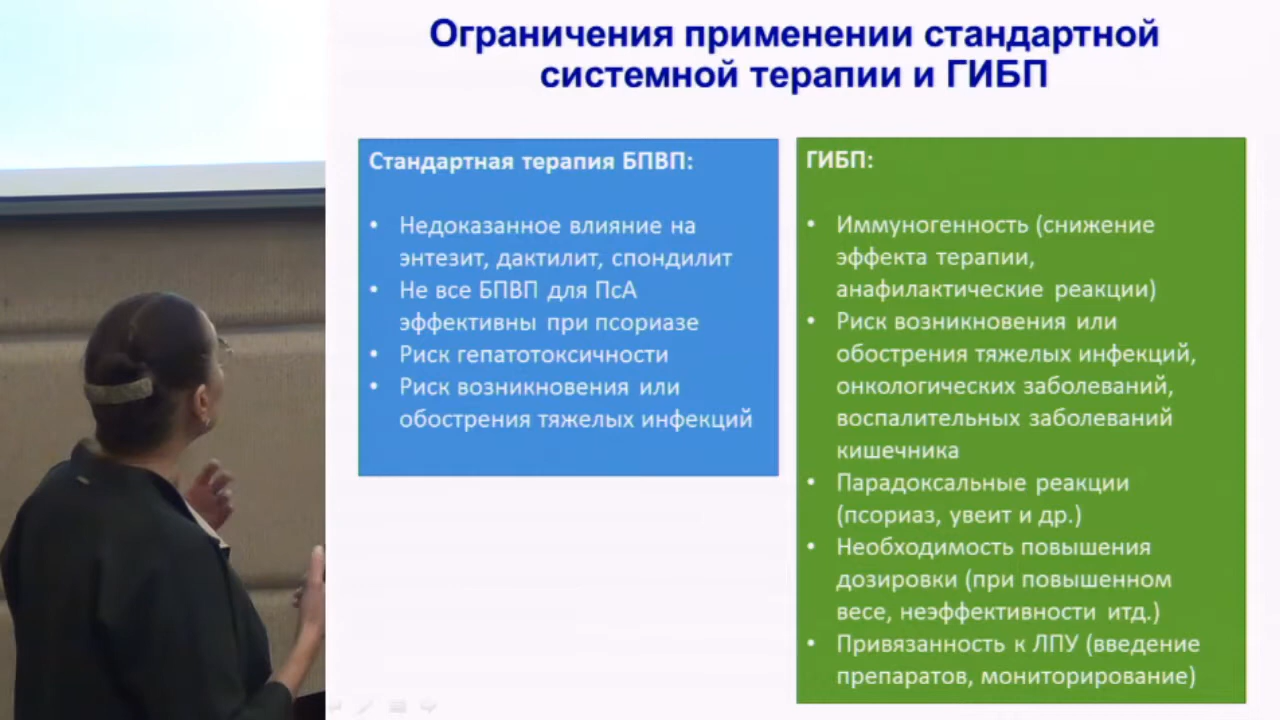 Ограничения применении стандартной
системной терапии и ГИБП
Стандартная терапия БПВП:
• Недоказанное влияние на
энтезит, дактилит, спондилит
• Не все БПВП для ПсА
эффективны при псориазе
• Риск гепатотоксичности
• Риск возникновения или
обострения тяжелых инфекций
ГИБП:
• Иммуногенность (снижение
эффекта терапии,
анафилактические реакции)
• Риск возникновения или
обострения тяжелых инфекций,
онкологических заболеваний,
воспалительных заболеваний
кишечника
• Парадоксальные реакции
(псориаз, увеит и др.)
• Необходимость повышения
дозировки (при повышенном
весе, неэффективности итд.)
• Привязанность к ЛПУ (введение
препаратов, мониторирование)